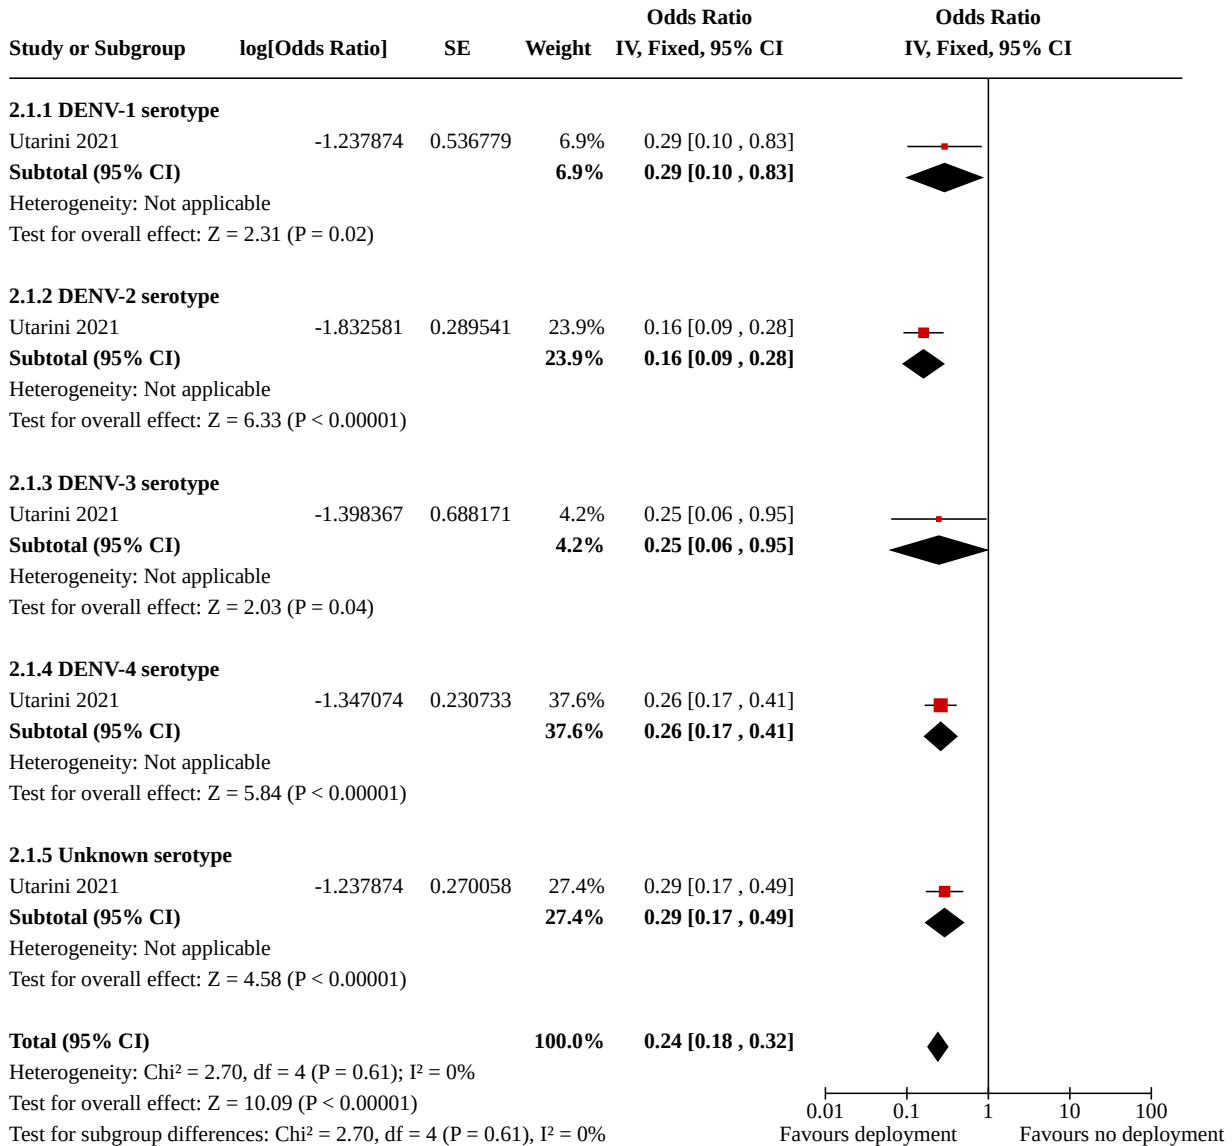 Odds Ratio Odds Ratio
Study or Subgroup log[Odds Ratio] SE Weight IV, Fixed, 95% CI IV, Fixed, 95% CI
2.1.1 DENV-1 serotype
Utarini 2021 -1.237874 0.536779 6.9% 0.29 [0.10 , 0.83]
Subtotal (95% CI) 6.9% 0.29 [0.10 , 0.83]
Heterogeneity: Not applicable
Test for overall effect: Z = 2.31 (P = 0.02)
2.1.2 DENV-2 serotype
Utarini 2021 -1.832581 0.289541 23.9% 0.16 [0.09 , 0.28]
Subtotal (95% CI) 23.9% 0.16 [0.09 , 0.28]
Heterogeneity: Not applicable
Test for overall effect: Z = 6.33 (P < 0.00001)
2.1.3 DENV-3 serotype
Utarini 2021 -1.398367 0.688171 4.2% 0.25 [0.06 , 0.95]
Subtotal (95% CI) 4.2% 0.25 [0.06 , 0.95]
Heterogeneity: Not applicable
Test for overall effect: Z = 2.03 (P = 0.04)
2.1.4 DENV-4 serotype
Utarini 2021 -1.347074 0.230733 37.6% 0.26 [0.17 , 0.41]
Subtotal (95% CI) 37.6% 0.26 [0.17 , 0.41]
Heterogeneity: Not applicable
Test for overall effect: Z = 5.84 (P < 0.00001)
2.1.5 Unknown serotype
Utarini 2021 -1.237874 0.270058 27.4% 0.29 [0.17 , 0.49]
Subtotal (95% CI) 27.4% 0.29 [0.17 , 0.49]
Heterogeneity: Not applicable
Test for overall effect: Z = 4.58 (P < 0.00001)
Total (95% CI) 100.0% 0.24 [0.18 , 0.32]
Heterogeneity: Chi² = 2.70, df = 4 (P = 0.61); I² = 0%
Test for overall effect: Z = 10.09 (P < 0.00001) 0.01 0.1 1 10 100
Test for subgroup differences: Chi² = 2.70, df = 4 (P = 0.61), I² = 0% Favours deployment Favours no deployment